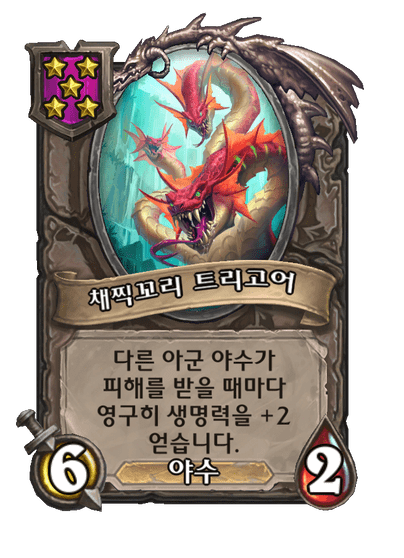 채찍꼬리 트리고어
다른 아군 야수가
피해를 받을 때마다
영구히 생명력을 +2
얻습니다.
야수
6
2